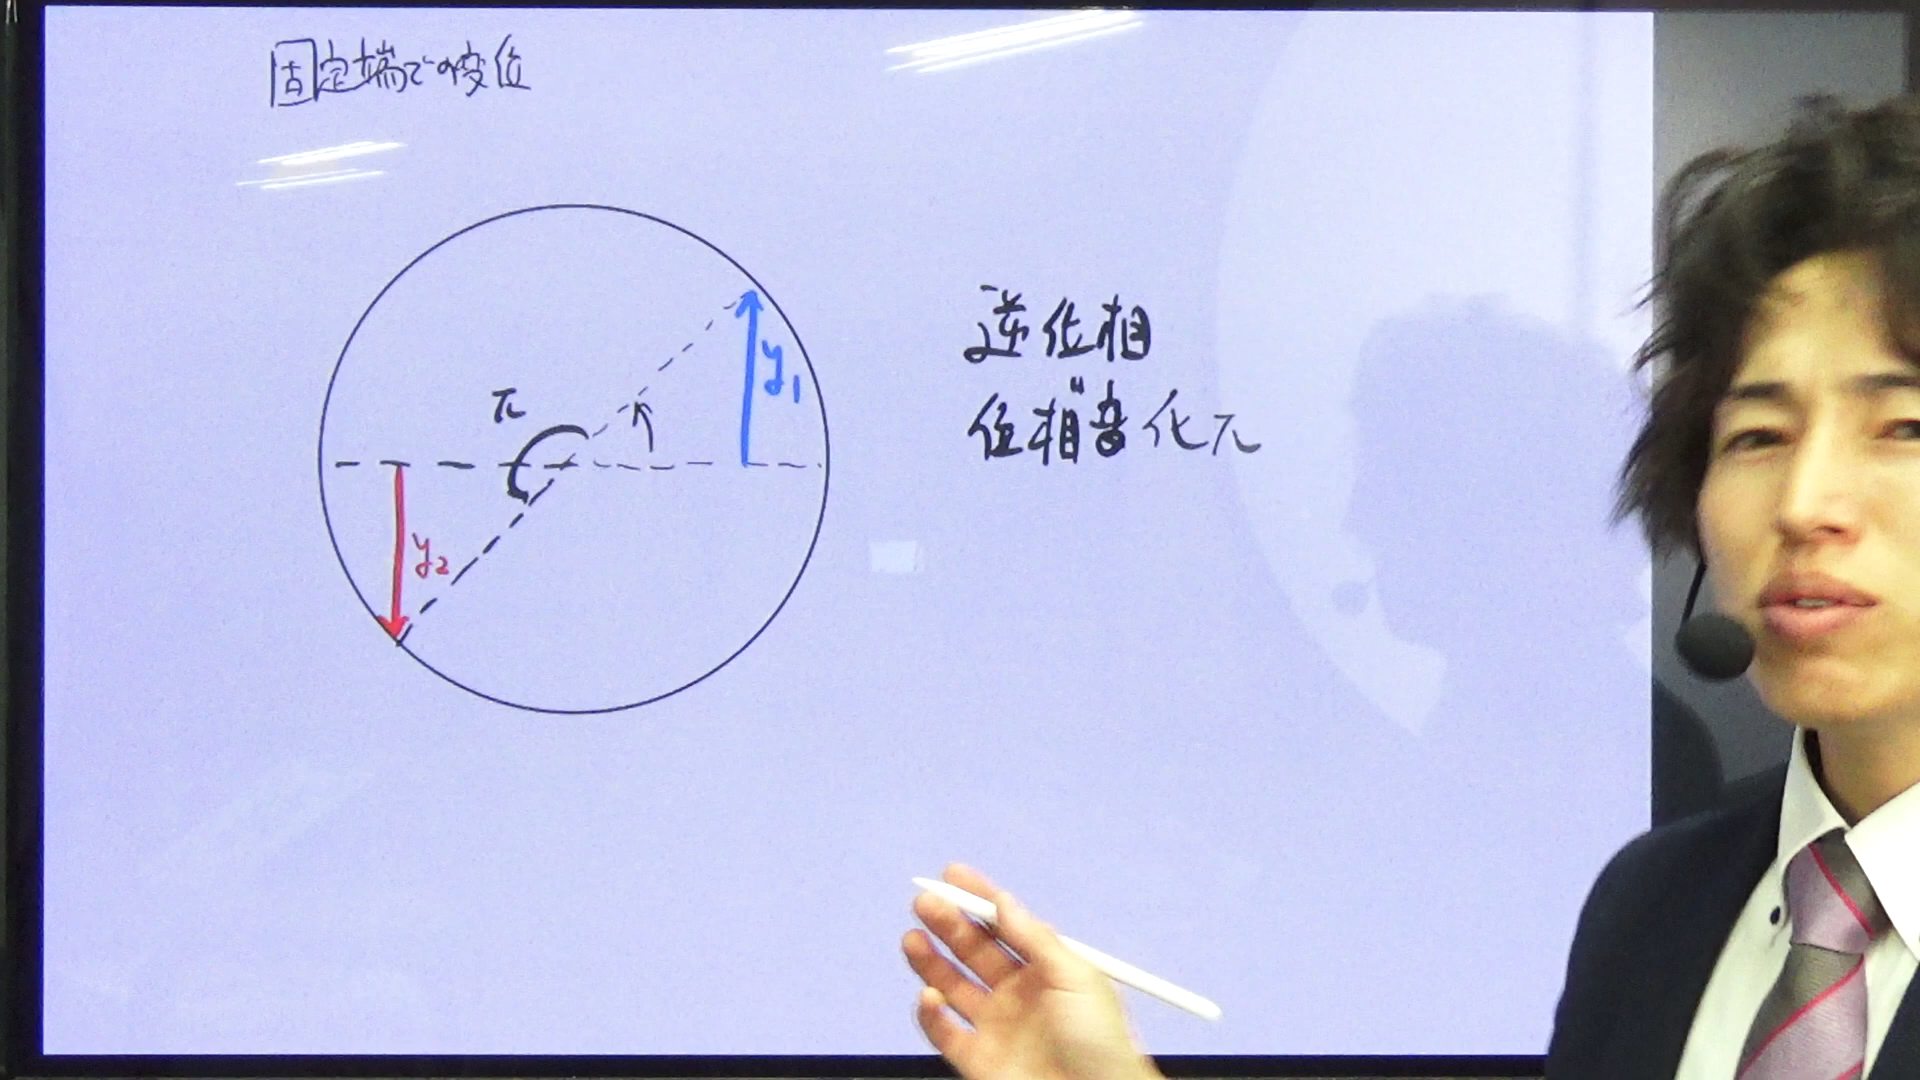 固定端での変位
y₁
π
y₂
逆位相
位相変化π